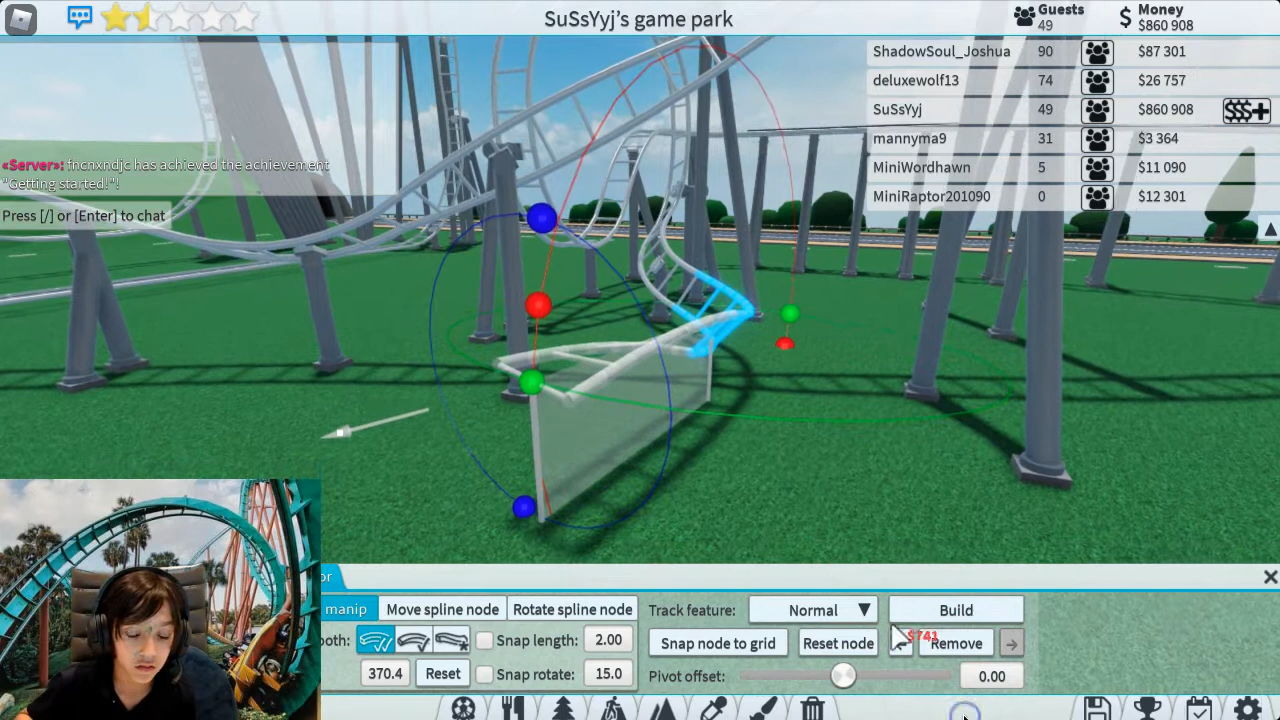 SuSsYyj's game park
Guests
49
Money
$860 908
ShadowSoul_Joshua 90 $87 301
deluxewolf13 74 $26 757
SuSsYyj 49 $860 908 $$$+
mannyma9 31 $3 364
MiniWordhawn 5 $11 090
MiniRaptor201090 0 $12 301
«Server»: fncnxndjc has achieved the achievement
"Getting started!"!
Press [/] or [Enter] to chat
or
manip Move spline node Rotate spline node Track feature: Normal Build
ooth: Snap length: 2.00 Snap node to grid Reset node $741 Remove
370.4 Reset Snap rotate: 15.0 Pivot offset: 0.00